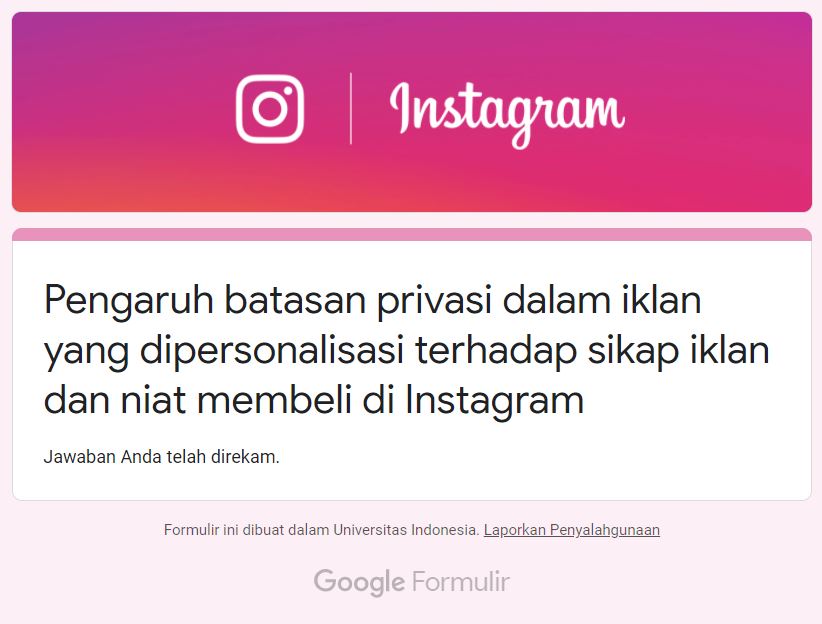 Instagram
Pengaruh batasan privasi dalam iklan
yang dipersonalisasi terhadap sikap iklan
dan niat membeli di Instagram
Jawaban Anda telah direkam.
Formulir ini dibuat dalam Universitas Indonesia. Laporkan Penyalahgunaan
Google Formulir